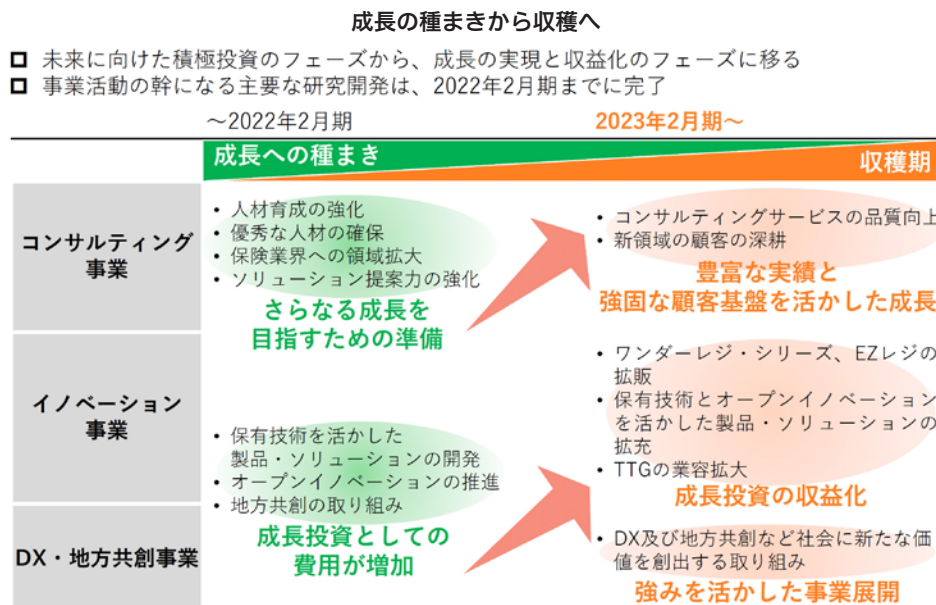 成長の種まきから収穫へ
未来に向けた積極投資のフェーズから、成長の実現と収益化のフェーズに移る
事業活動の幹になる主要な研究開発は、2022年2月期までに完了
～2022年2月期
2023年2月期～
成長への種まき
収穫期
コンサルティング
事業
・人材育成の強化
・優秀な人材の確保
・保険業界への領域拡大
・ソリューション提案力の強化
さらなる成長を
目指すための準備
・コンサルティングサービスの品質向上
・新領域の顧客の深耕
豊富な実績と
強固な顧客基盤を活かした成長
イノベーション
事業
・保有技術を活かした
製品・ソリューションの開発
・オープンイノベーションの推進
・地方共創の取り組み
成長投資としての
費用が増加
・ワンダーレジ・シリーズ、EZレジの
拡販
・保有技術とオープンイノベーション
を活かした製品・ソリューションの
拡充
・TTGの業容拡大
成長投資の収益化
DX・地方共創事業
・DX及び地方共創など社会に新たな価
値を創出する取り組み
強みを活かした事業展開